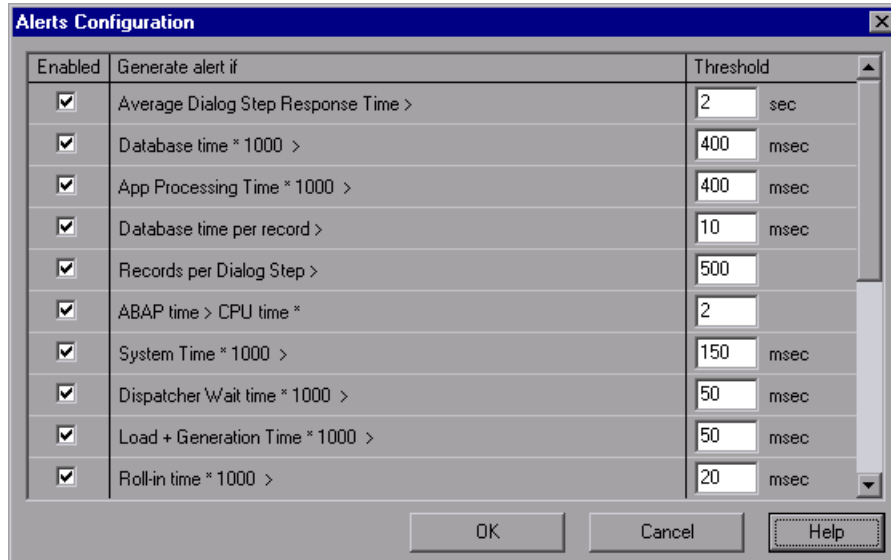 Alerts Configuration
Enabled Generate alert if Threshold
Average Dialog Step Response Time > 2 sec
Database time * 1000 > 400 msec
App Processing Time * 1000 > 400 msec
Database time per record > 10 msec
Records per Dialog Step > 500
ABAP time > CPU time * 2
System Time * 1000 > 150 msec
Dispatcher Wait time * 1000 > 50 msec
Load + Generation Time * 1000 > 50 msec
Roll-in time * 1000 > 20 msec
OK Cancel Help